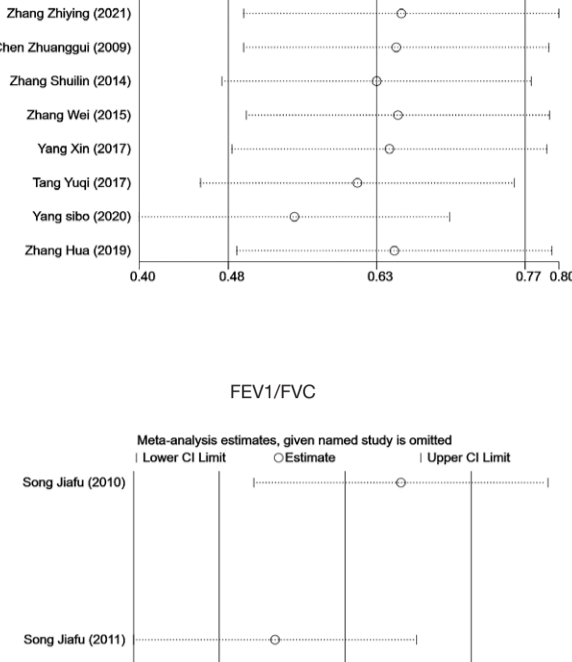 Zhang Zhiying (2021)
Chen Zhuanggui (2009)
Zhang Shuilin (2014)
Zhang Wei (2015)
Yang Xin (2017)
Tang Yuqi (2017)
Yang sibo (2020)
Zhang Hua (2019)
0.40 0.48 0.63 0.77 0.80
FEV1/FVC
Meta-analysis estimates, given named study is omitted
| Lower CI Limit ○Estimate | Upper CI Limit
Song Jiafu (2010)
Song Jiafu (2011)